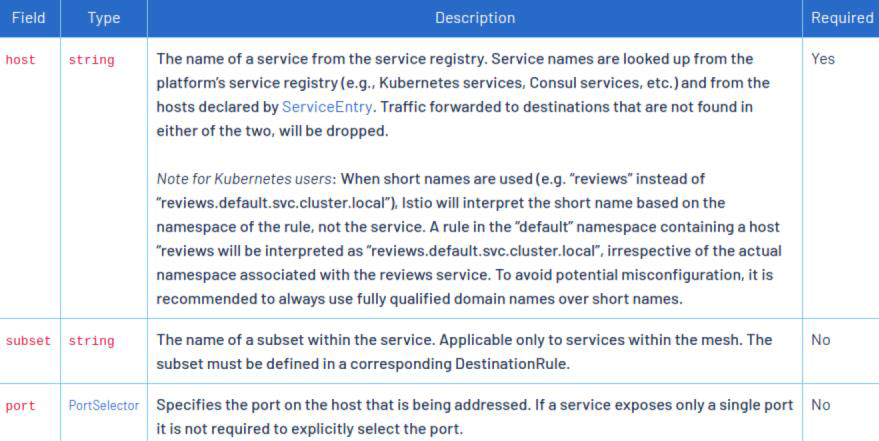 Field Type Description Required
host string The name of a service from the service registry. Service names are looked up from the Yes
platform's service registry (e.g., Kubernetes services, Consul services, etc.) and from the
hosts declared by ServiceEntry. Traffic forwarded to destinations that are not found in
either of the two, will be dropped.
Note for Kubernetes users: When short names are used (e.g. “reviews” instead of
“reviews.default.svc.cluster.local”), Istio will interpret the short name based on the
namespace of the rule, not the service. A rule in the “default” namespace containing a host
“reviews will be interpreted as “reviews.default.svc.cluster.local”, irrespective of the actual
namespace associated with the reviews service. To avoid potential misconfiguration, it is
recommended to always use fully qualified domain names over short names.
subset string The name of a subset within the service. Applicable only to services within the mesh. The No
subset must be defined in a corresponding DestinationRule.
port PortSelector Specifies the port on the host that is being addressed. If a service exposes only a single port No
it is not required to explicitly select the port.